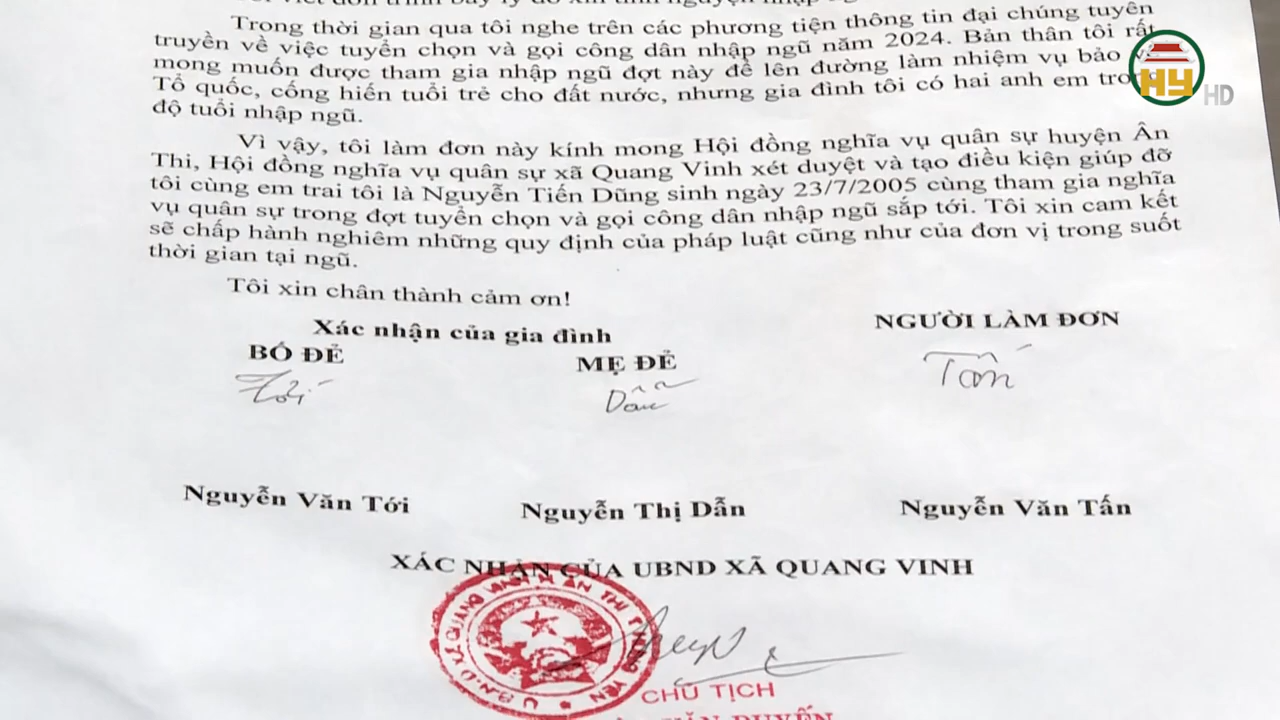 Trong thời gian qua tôi nghe trên các phương tiện thông tin đại chúng tuyên
truyền về việc tuyển chọn và gọi công dân nhập ngũ năm 2024. Bản thân tôi rất
mong muốn được tham gia nhập ngũ đợt này để lên đường làm nhiệm vụ bảo vệ
Tổ quốc, cống hiến tuổi trẻ cho đất nước, nhưng gia đình tôi có hai anh em trong
độ tuổi nhập ngũ.
HY HD
Vì vậy, tôi làm đơn này kính mong Hội đồng nghĩa vụ quân sự huyện Ân
Thi, Hội đồng nghĩa vụ quân sự xã Quang Vinh xét duyệt và tạo điều kiện giúp đỡ
tôi cùng em trai tôi là Nguyễn Tiến Dũng sinh ngày 23/7/2005 cùng tham gia nghĩa
vụ quân sự trong đợt tuyển chọn và gọi công dân nhập ngũ sắp tới. Tôi xin cam kết
sẽ chấp hành nghiêm những quy định của pháp luật cũng như của đơn vị trong suốt
thời gian tại ngũ.
Tôi xin chân thành cảm ơn!
Xác nhận của gia đình
NGƯỜI LÀM ĐƠN
BỐ ĐẺ
MẸ ĐẺ
Tới
Dẫn
Tấn
Nguyễn Văn Tới
Nguyễn Thị Dẫn
Nguyễn Văn Tấn
XÁC NHẬN CỦA UBND XÃ QUANG VINH
U.B.N.D XÃ QUANG VINH H. ÂN THI T. HƯNG YÊN
CHỦ TỊCH